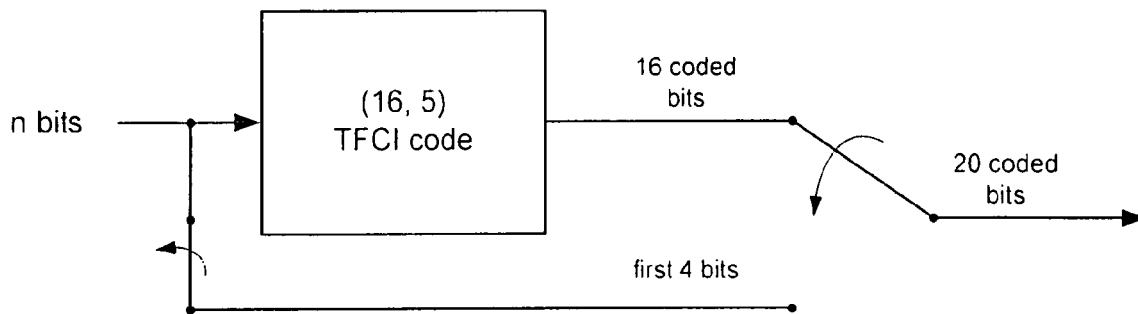 n bits
(16, 5)
TFCI code
16 coded
bits
20 coded
bits
first 4 bits